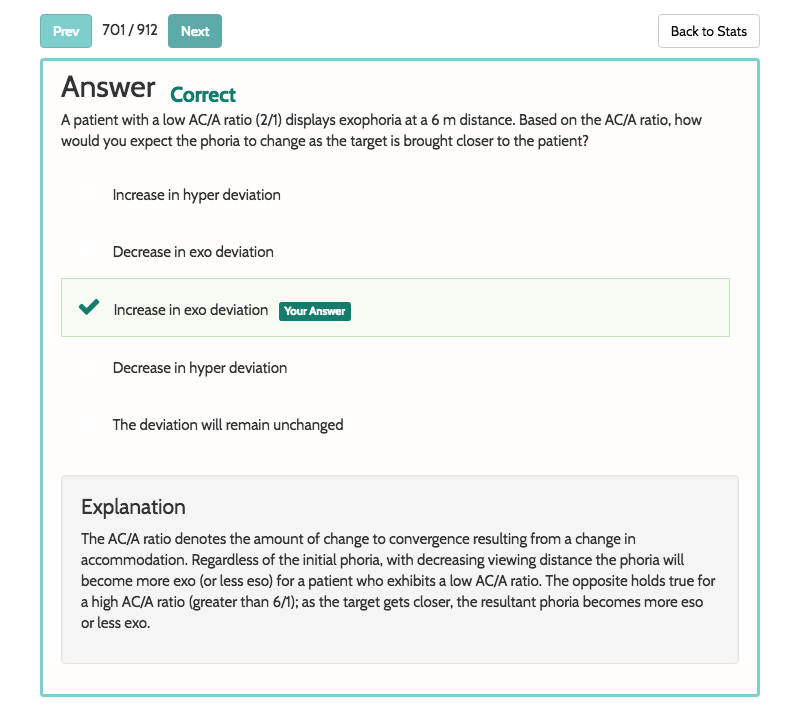 Prev 701 / 912 Next Back to Stats
Answer Correct
A patient with a low AC/A ratio (2/1) displays exophoria at a 6 m distance. Based on the AC/A ratio, how
would you expect the phoria to change as the target is brought closer to the patient?
Increase in hyper deviation
Decrease in exo deviation
Increase in exo deviation Your Answer
Decrease in hyper deviation
The deviation will remain unchanged
Explanation
The AC/A ratio denotes the amount of change to convergence resulting from a change in
accommodation. Regardless of the initial phoria, with decreasing viewing distance the phoria will
become more exo (or less eso) for a patient who exhibits a low AC/A ratio. The opposite holds true for
a high AC/A ratio (greater than 6/1); as the target gets closer, the resultant phoria becomes more eso
or less exo.